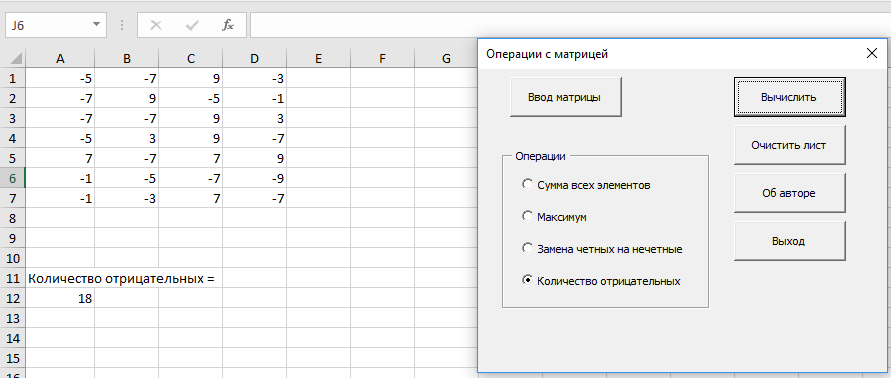 J6
fx
A B C D E F G
1 -5 -7 9 -3
2 -7 9 -5 -1
3 -7 -7 9 3
4 -5 3 9 -7
5 7 -7 7 9
6 -1 -5 -7 -9
7 -1 -3 7 -7
8
9
10
11 Количество отрицательных =
12 18
13
14
15
16
Операции с матрицей
Ввод матрицы
Вычислить
Очистить лист
Об авторе
Выход
Операции
Сумма всех элементов
Максимум
Замена четных на нечетные
Количество отрицательных